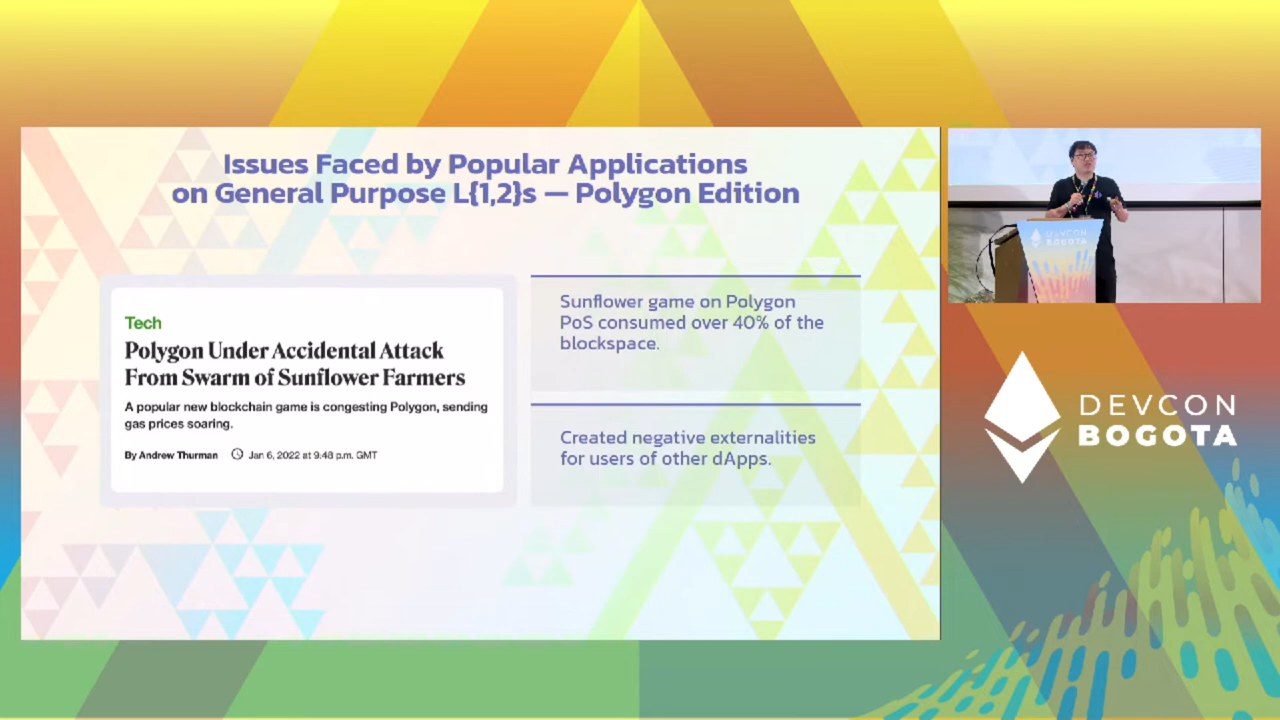 Issues Faced by Popular Applications
on General Purpose L{1,2}s — Polygon Edition
Tech
Polygon Under Accidental Attack
From Swarm of Sunflower Farmers
A popular new blockchain game is congesting Polygon, sending
gas prices soaring.
By Andrew Thurman Jan 6, 2022 at 9:48 p.m. GMT
Sunflower game on Polygon
PoS consumed over 40% of the
blockspace.
Created negative externalities
for users of other dApps.
DEVCON
BOGOTA
DEVCON
BOGOTA